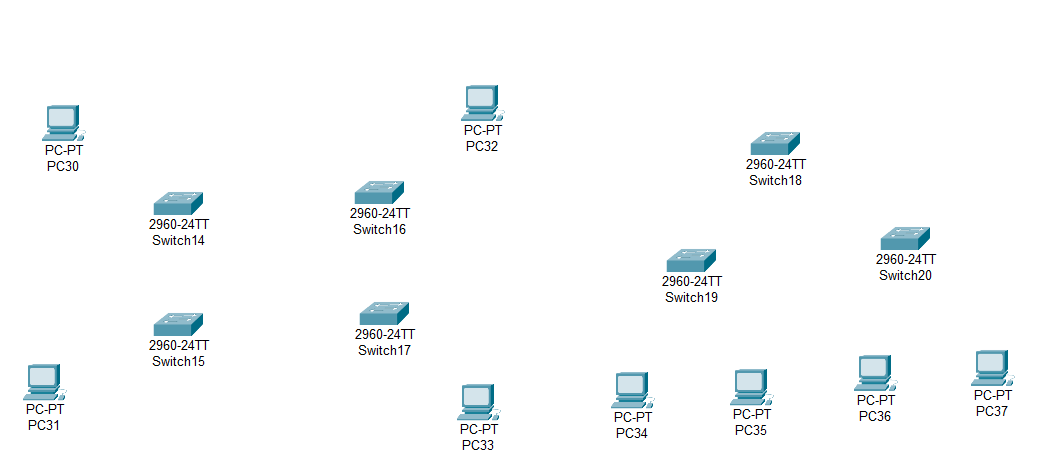 PC-PT
PC30
PC-PT
PC32
2960-24TT
Switch18
2960-24TT
Switch14
2960-24TT
Switch16
2960-24TT
Switch20
2960-24TT
Switch19
2960-24TT
Switch15
2960-24TT
Switch17
PC-PT
PC31
PC-PT
PC33
PC-PT
PC34
PC-PT
PC35
PC-PT
PC36
PC-PT
PC37